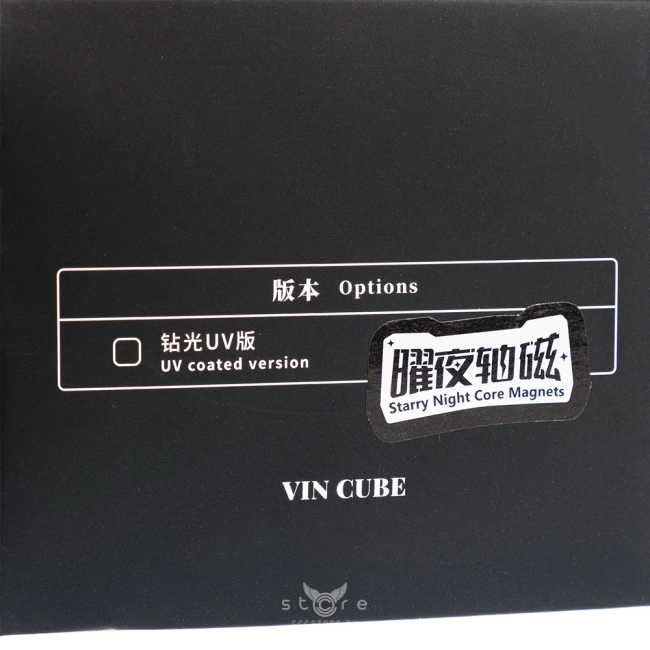 版本 Options
钻光UV版
UV coated version
曜夜轴磁
Starry Night Core Magnets
VIN CUBE
store